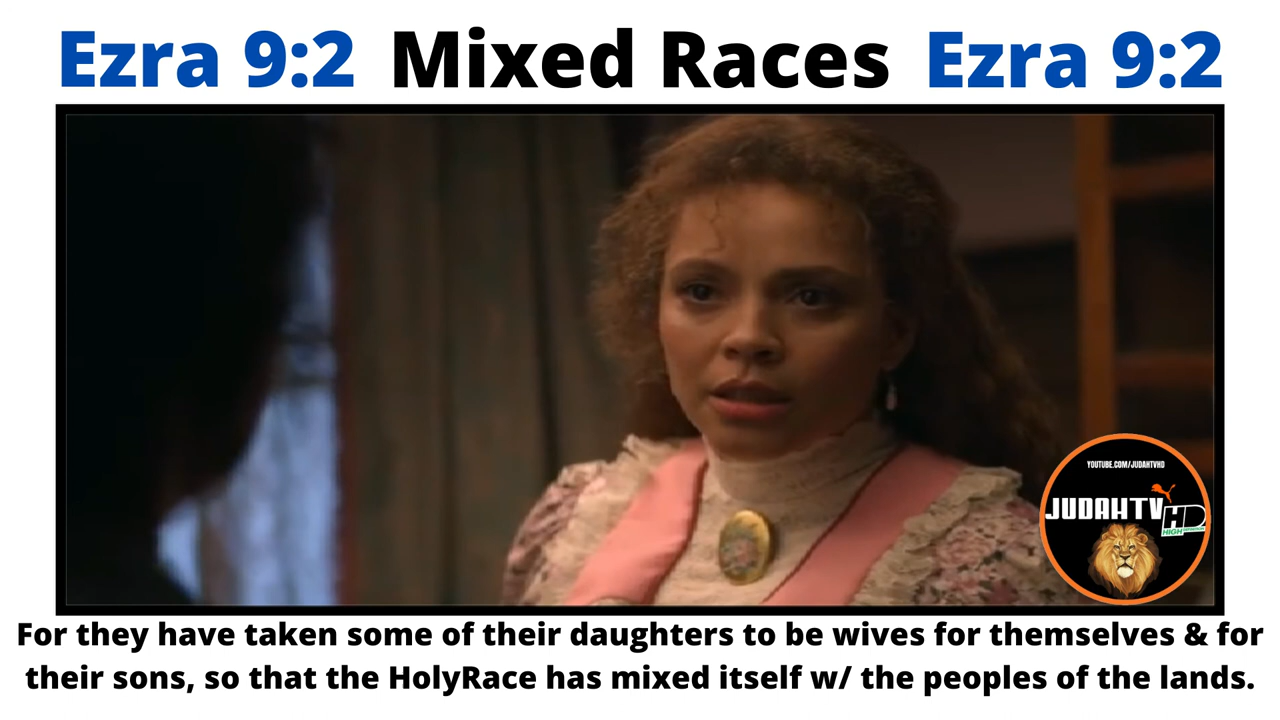 Ezra 9:2 Mixed Races Ezra 9:2
YOUTUBE.COM/JUDAHTVHD
JUDAHTV
HD
HIGH DEFINITION
For they have taken some of their daughters to be wives for themselves & for
their sons, so that the HolyRace has mixed itself w/ the peoples of the lands.